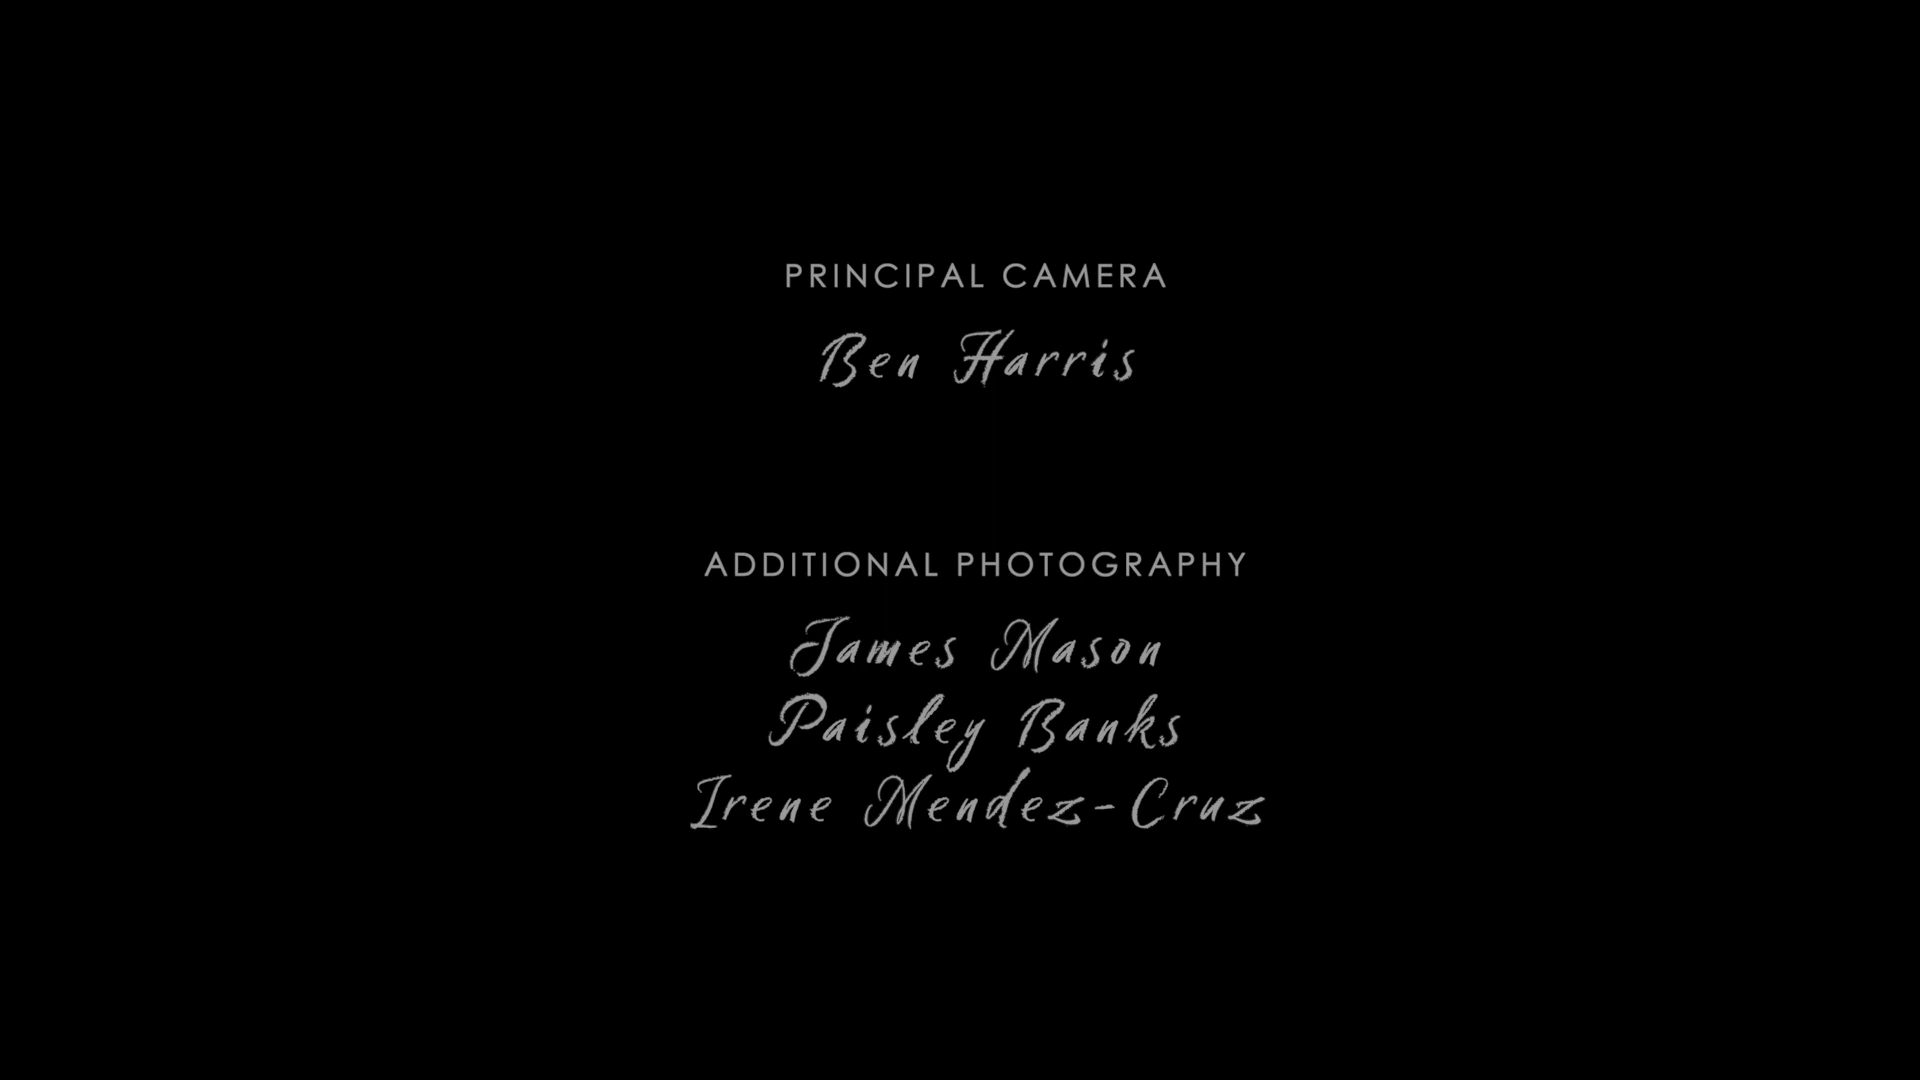 PRINCIPAL CAMERA
Ben Harris
ADDITIONAL PHOTOGRAPHY
James Mason
Paisley Banks
Irene Mendez-Cruz